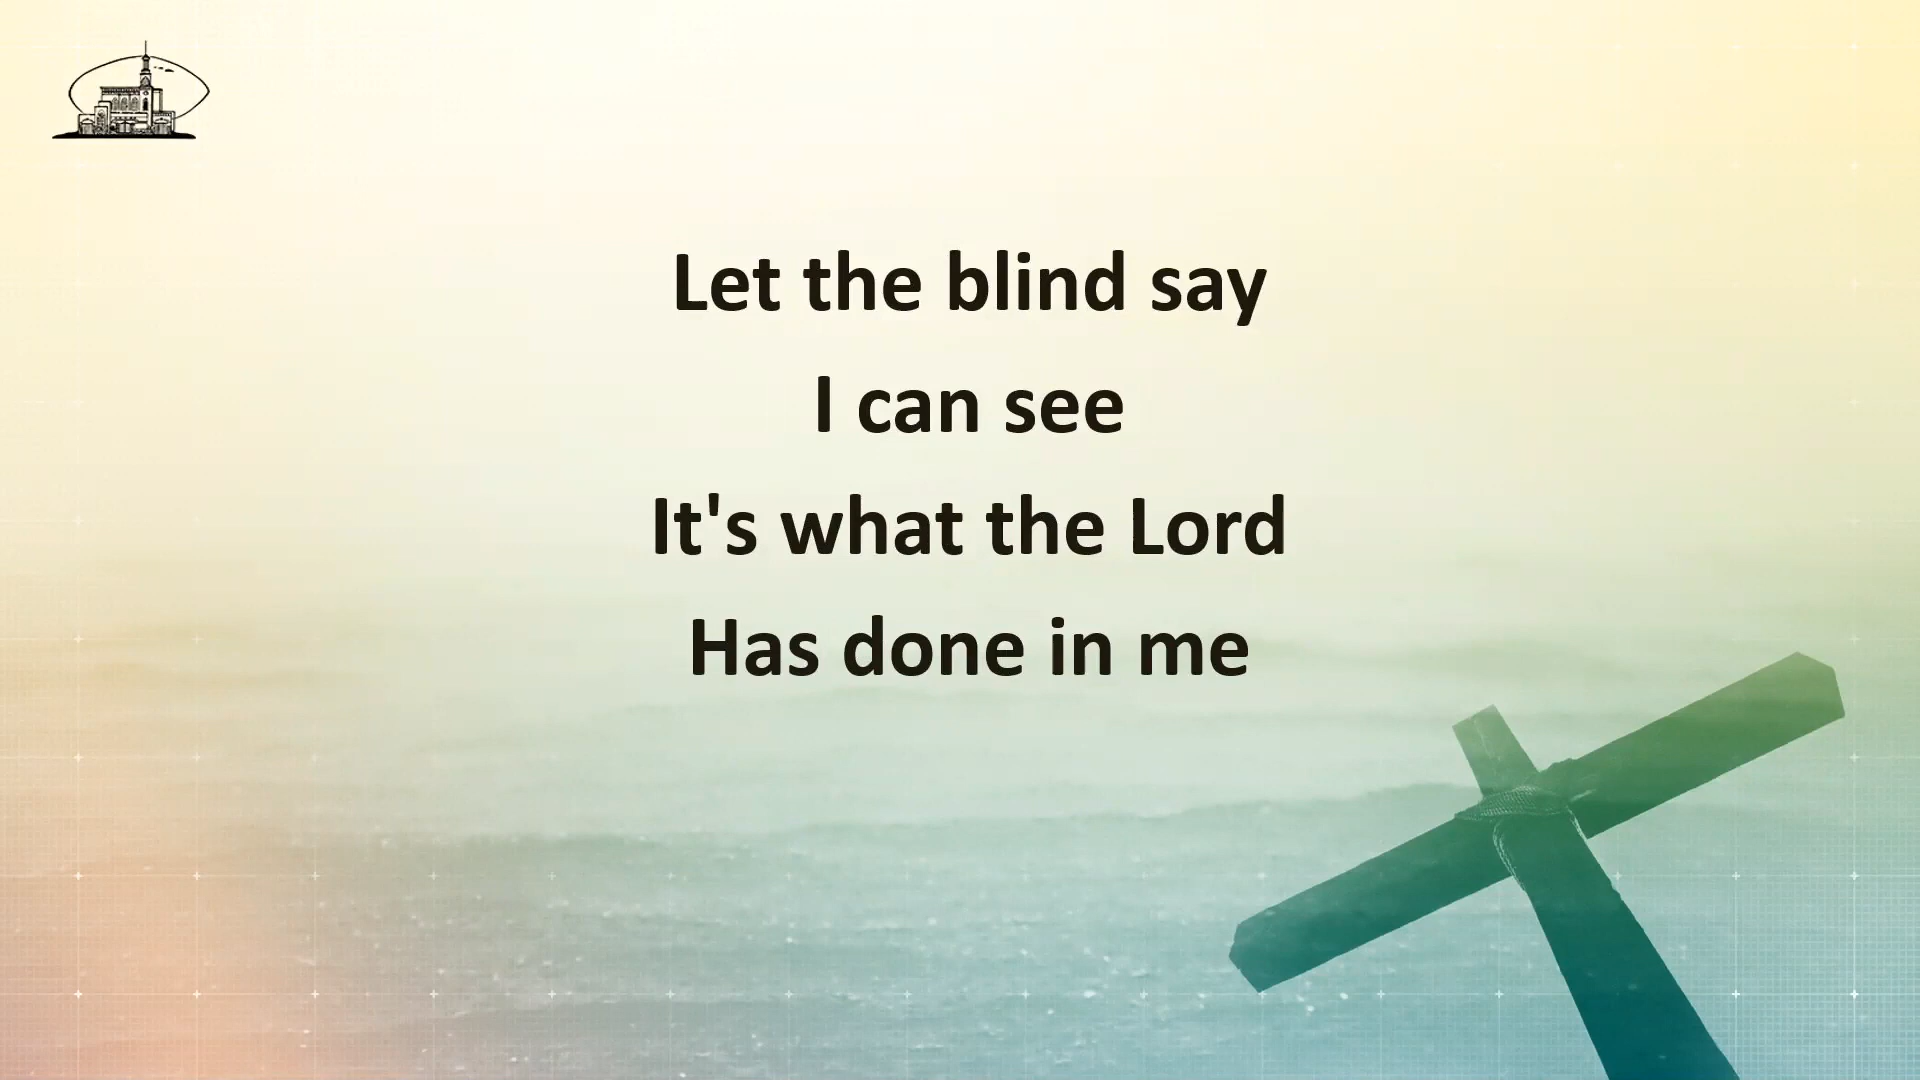 Let the blind say
I can see
It's what the Lord
Has done in me